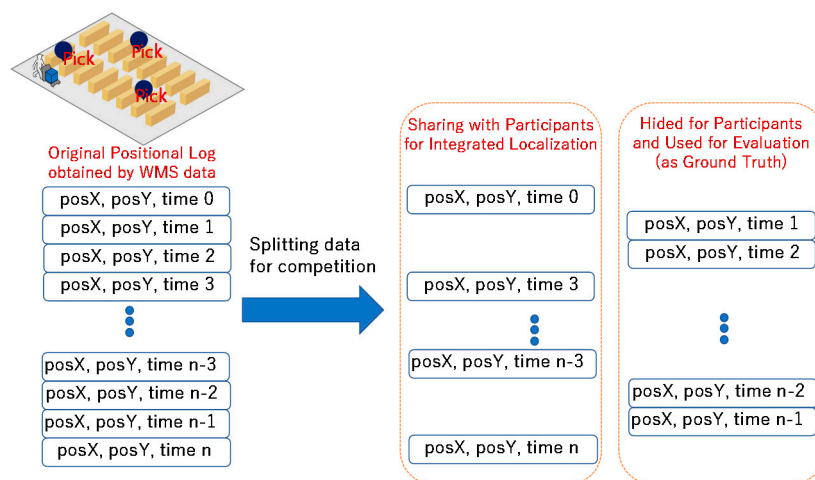 Pick
Pick
Pick
Original Positional Log
obtained by WMS data
posX, posY, time 0
posX, posY, time 1
posX, posY, time 2
posX, posY, time 3
posX, posY, time n-3
posX, posY, time n-2
posX, posY, time n-1
posX, posY, time n
Splitting data
for competition
Sharing with Participants
for Integrated Localization
posX, posY, time 0
posX, posY, time 3
posX, posY, time n-3
posX, posY, time n
Hided for Participants
and Used for Evaluation
(as Ground Truth)
posX, posY, time 1
posX, posY, time 2
posX, posY, time n-2
posX, posY, time n-1